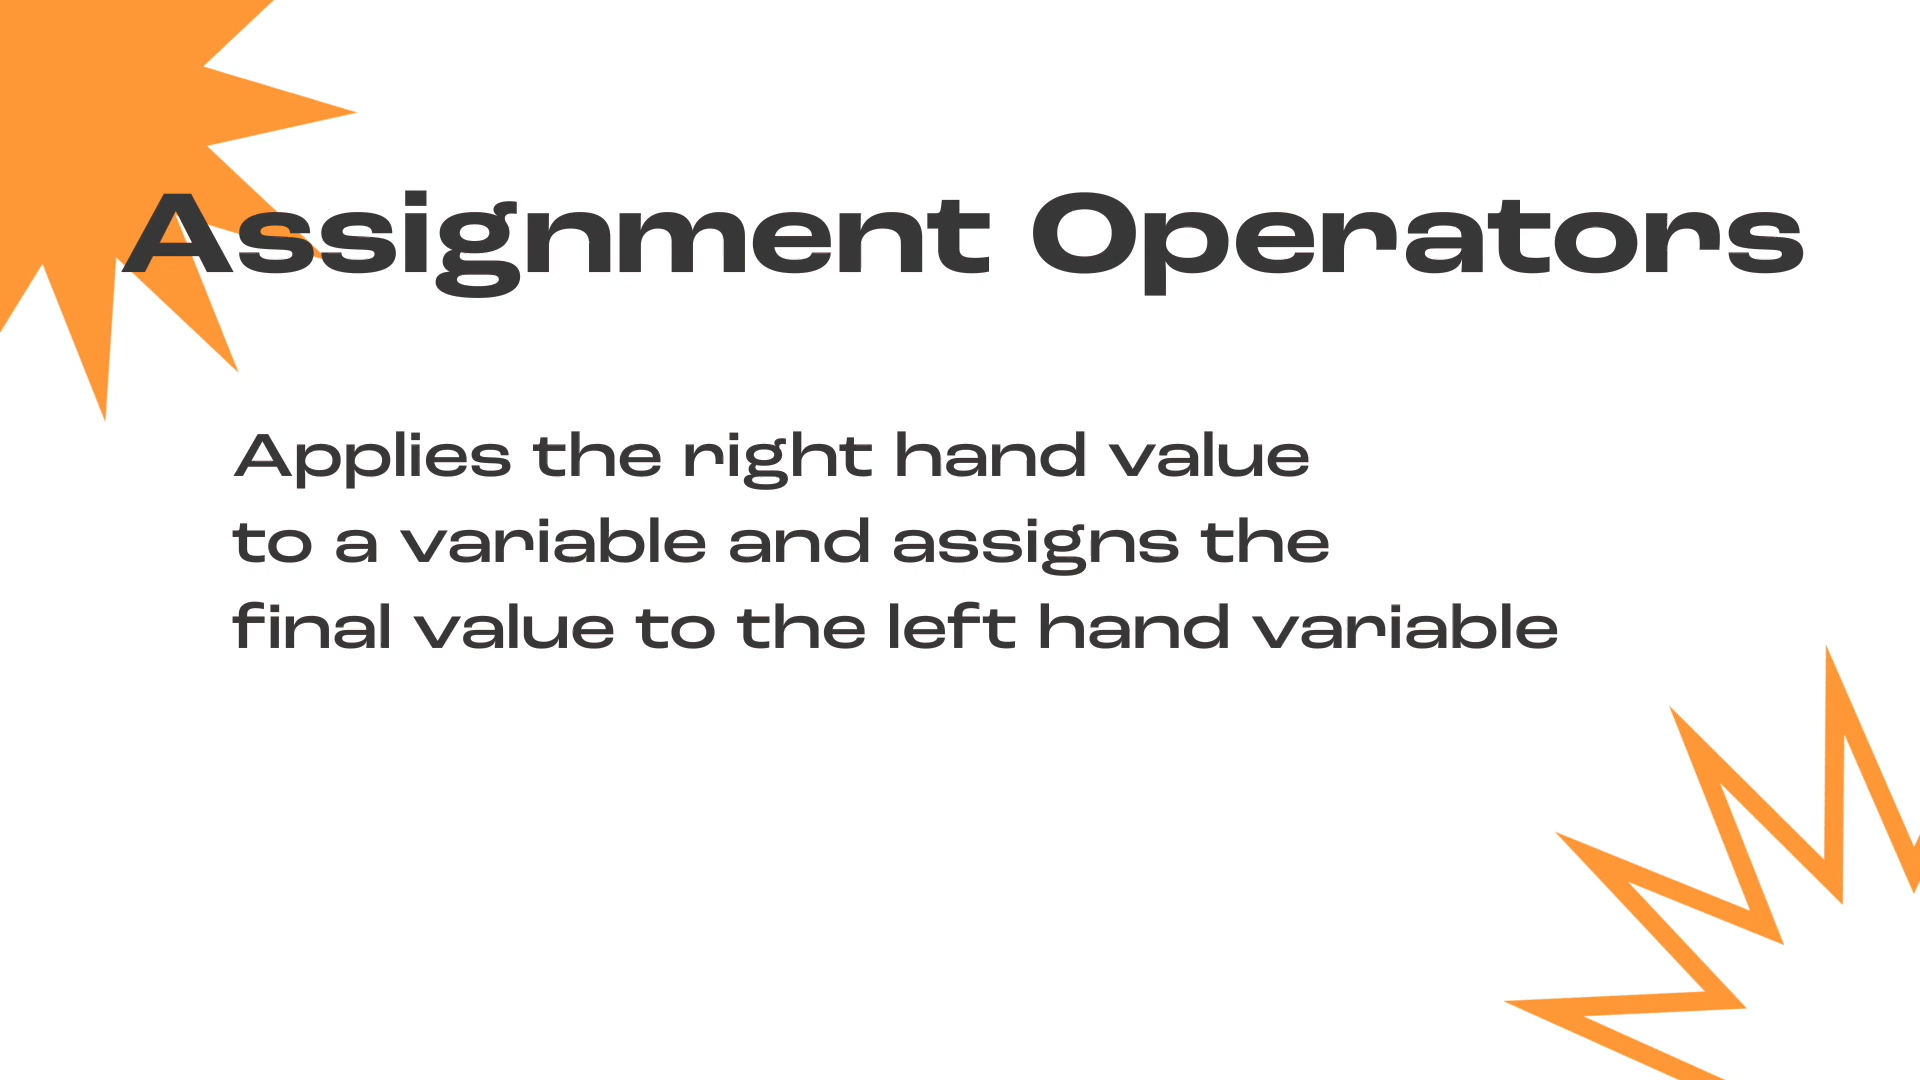 Assignment Operators
Applies the right hand value
to a variable and assigns the
final value to the left hand variable